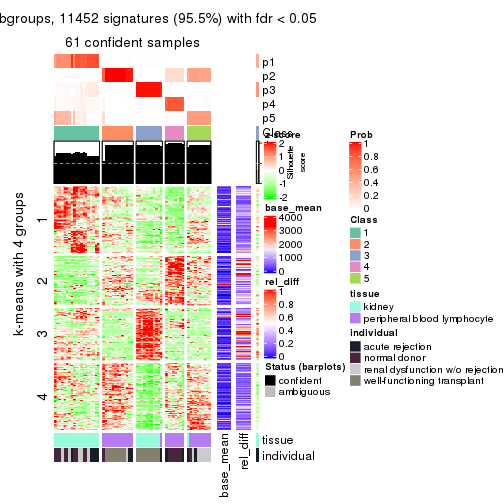 bgroups, 11452 signatures (95.5%) with fdr < 0.05
61 confident samples
p1
p2
p3
p4
p5
Class
Silhouette
score
k-means with 4 groups
1
2
3
4
tissue
individual
base_mean
rel_diff
z-score
2
1
0
-1
-2
base_mean
4000
3000
2000
1000
0
rel_diff
1
0.8
0.6
0.4
0.2
0
Status (barplots)
confident
ambiguous
Prob
1
0.8
0.6
0.4
0.2
0
Class
1
2
3
4
5
tissue
kidney
peripheral blood lymphocyte
individual
acute rejection
normal donor
renal dysfunction w/o rejection
well-functioning transplant